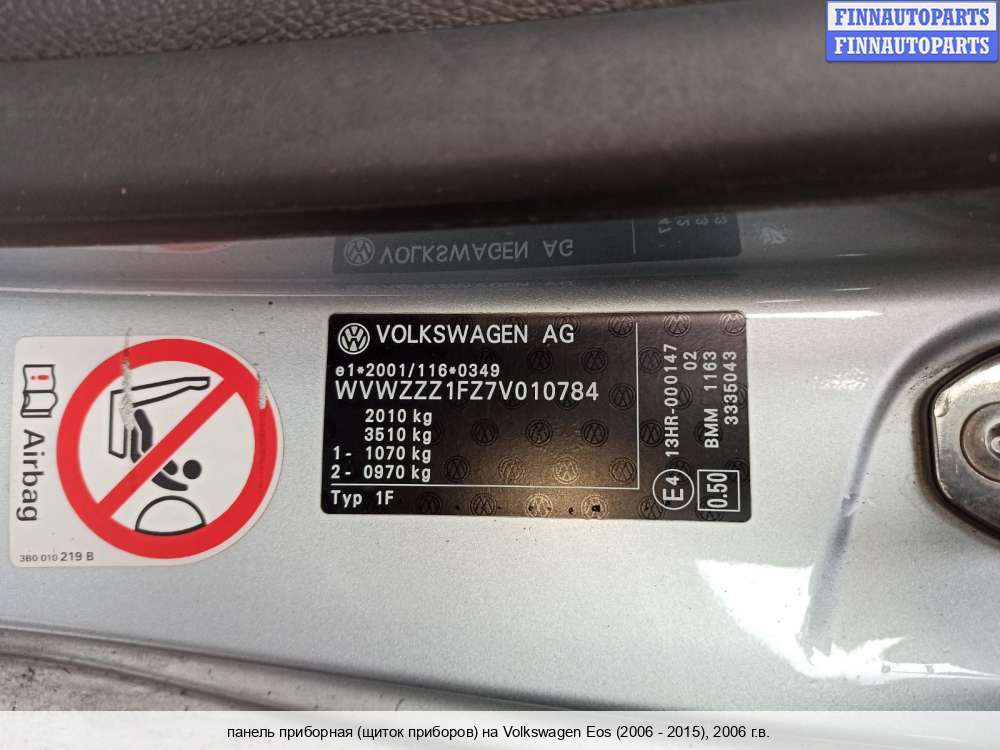 FINNAUTOPARTS
FINNAUTOPARTS
VOLKSWAGEN AG
VOLKSWAGEN AG
e1*2001/116*0349
WVWZZZ1FZ7V010784
2010 kg
3510 kg
1- 1070 kg
2- 0970 kg
Typ 1F
13HR-000147
02
BMM 1163
3335043
E4
0.50
Airbag
3B0 010 219 B
панель приборная (щиток приборов) на Volkswagen Eos (2006 - 2015), 2006 г.в.